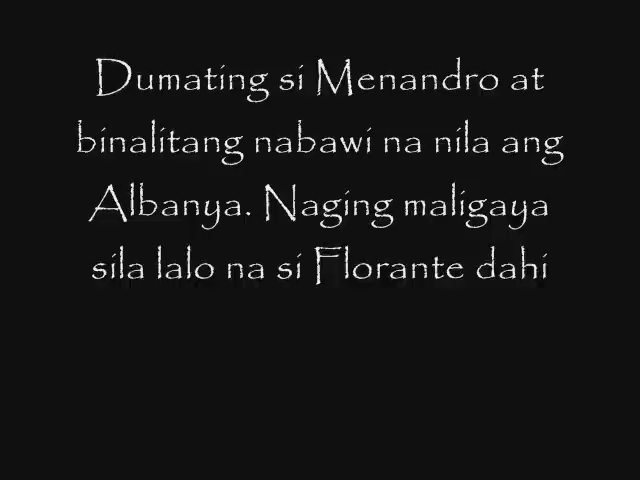 Dumating si Menandro at
binalitang nabawi na nila ang
Albanya. Naging maligaya
sila lalo na si Florante dahi